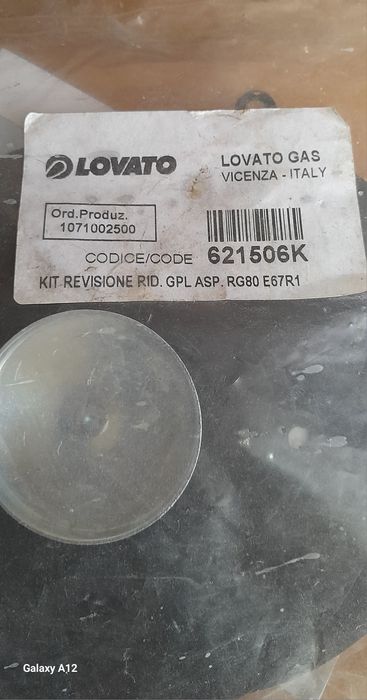 LOVATO
LOVATO GAS
VICENZA - ITALY
Ord.Produz.
1071002500
CODICE/CODE 621506K
KIT REVISIONE RID. GPL ASP. RG80 E67R1
Galaxy A12